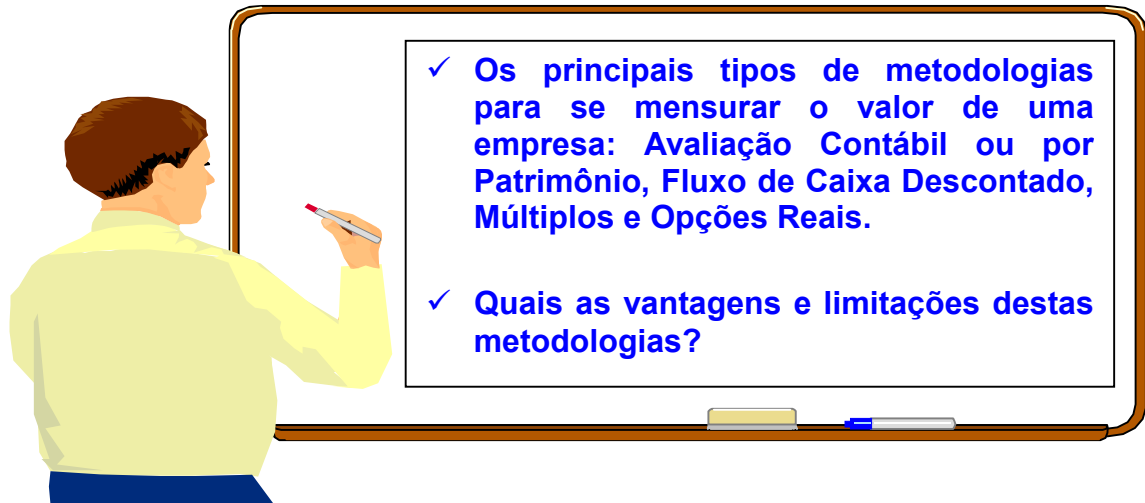 ✓ Os principais tipos de metodologias
para se mensurar o valor de uma
empresa: Avaliação Contábil ou por
Patrimônio, Fluxo de Caixa Descontado,
Múltiplos e Opções Reais.
✓ Quais as vantagens e limitações destas
metodologias?